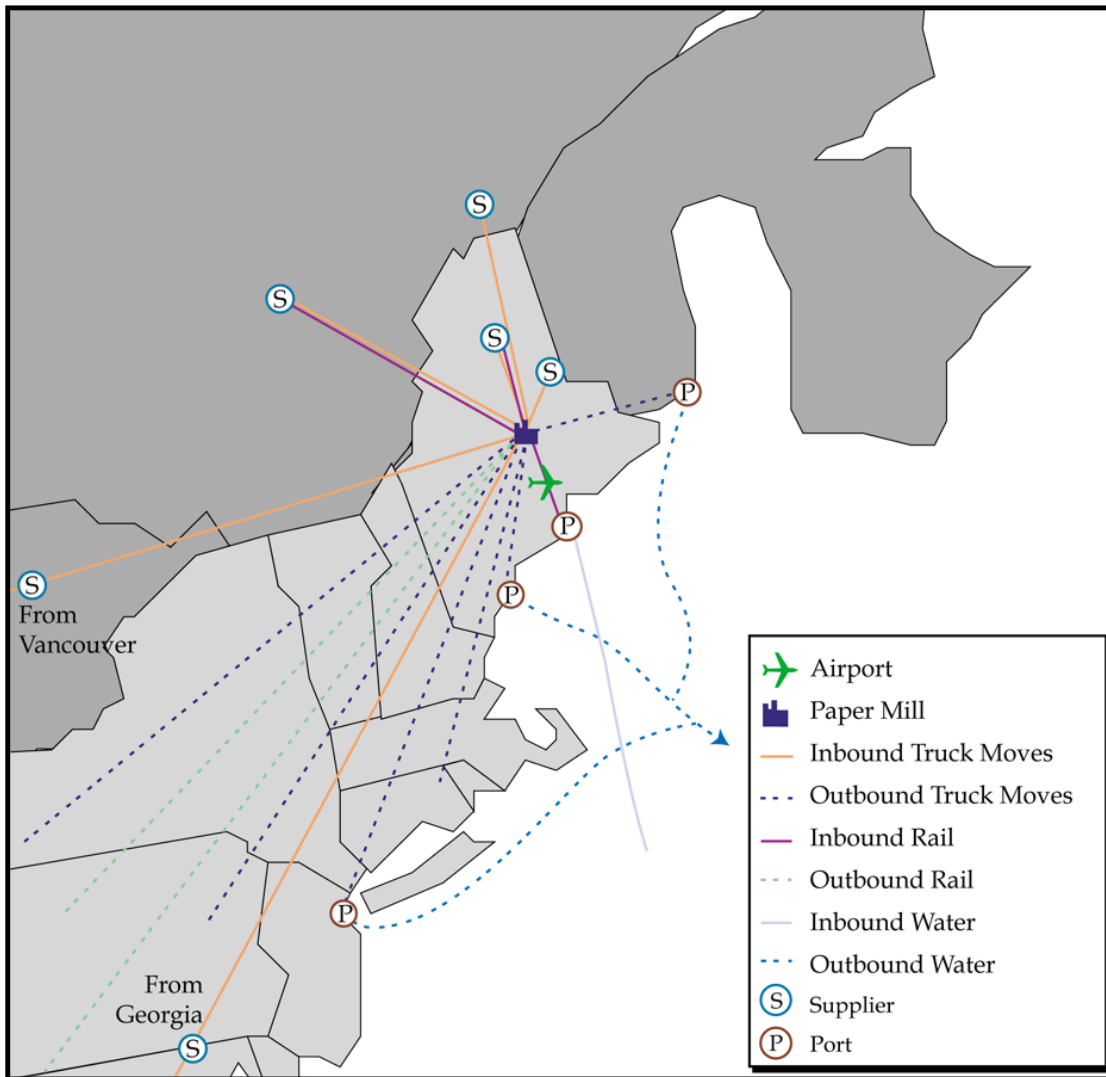 S
S
S
S
P
P
P
S
From
Vancouver
P
From
Georgia
S
Airport
Paper Mill
Inbound Truck Moves
Outbound Truck Moves
Inbound Rail
Outbound Rail
Inbound Water
Outbound Water
S Supplier
P Port